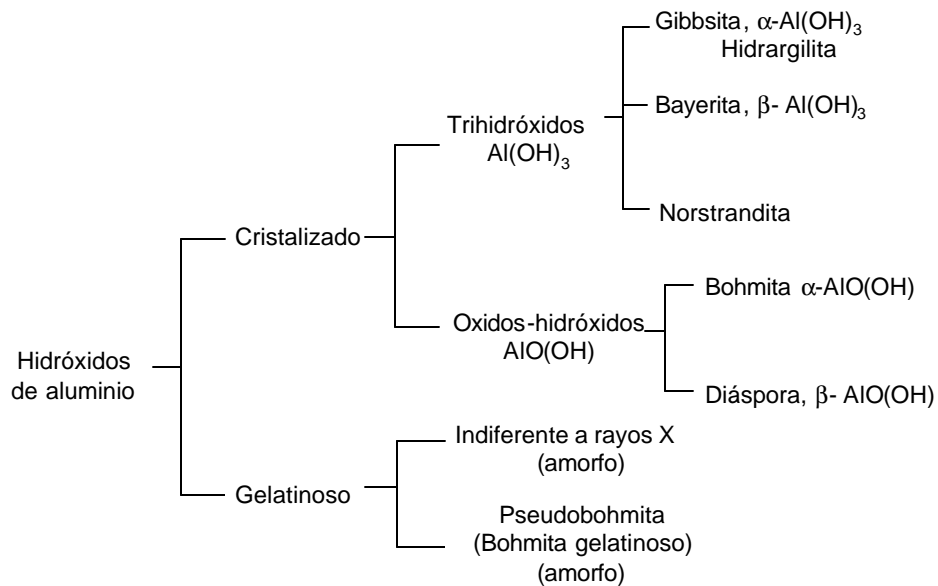 Gibbsita, α-Al(OH)₃
Hidrargilita
Bayerita, β- Al(OH)₃
Trihidróxidos
Al(OH)₃
Norstrandita
Cristalizado
Bohmita α-AlO(OH)
Oxidos-hidróxidos
AlO(OH)
Hidróxidos
de aluminio
Diáspora, β- AlO(OH)
Indiferente a rayos X
(amorfo)
Gelatinoso
Pseudobohmita
(Bohmita gelatinoso)
(amorfo)